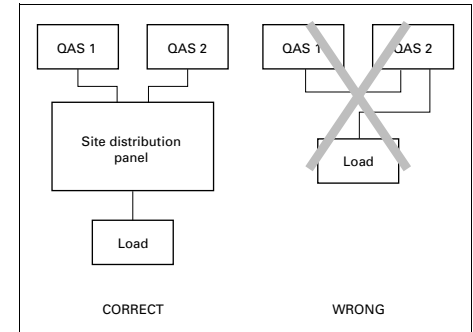 QAS 1 QAS 2 QAS 1 QAS 2
Site distribution
panel
Load
Load
CORRECT WRONG